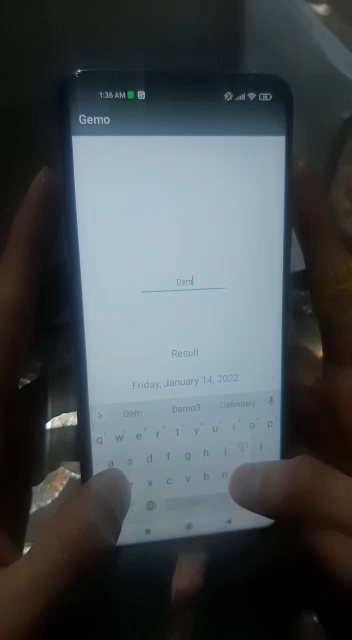 1:36 AM
Gemo
Dem
Result
Friday, January 14, 2022
Dem Demo3
q w e r t y u i o p
a s d f g h j l
z x c v b n